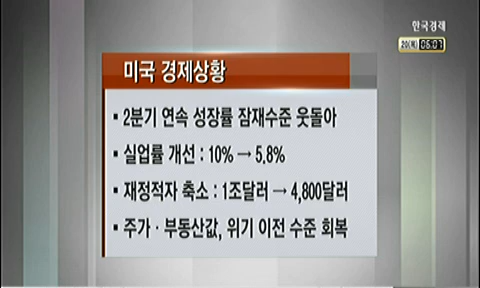 한국경제
20(목) 06:07
미국 경제상황
▪ 2분기 연속 성장률 잠재수준 웃돌아
▪ 실업률 개선 : 10% → 5.8%
▪ 재정적자 축소 : 1조달러 → 4,800달러
▪ 주가 · 부동산값, 위기 이전 수준 회복